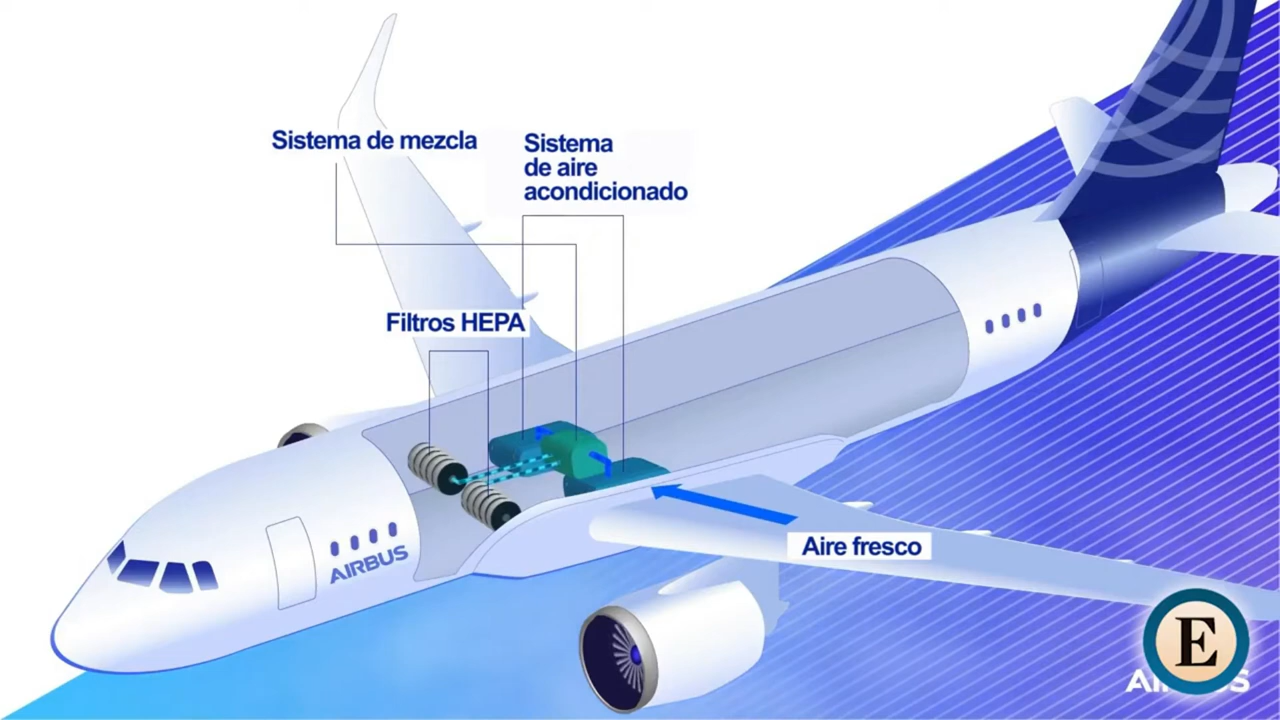 Sistema de mezcla
Sistema
de aire
acondicionado
Filtros HEPA
Aire fresco
AIRBUS
E